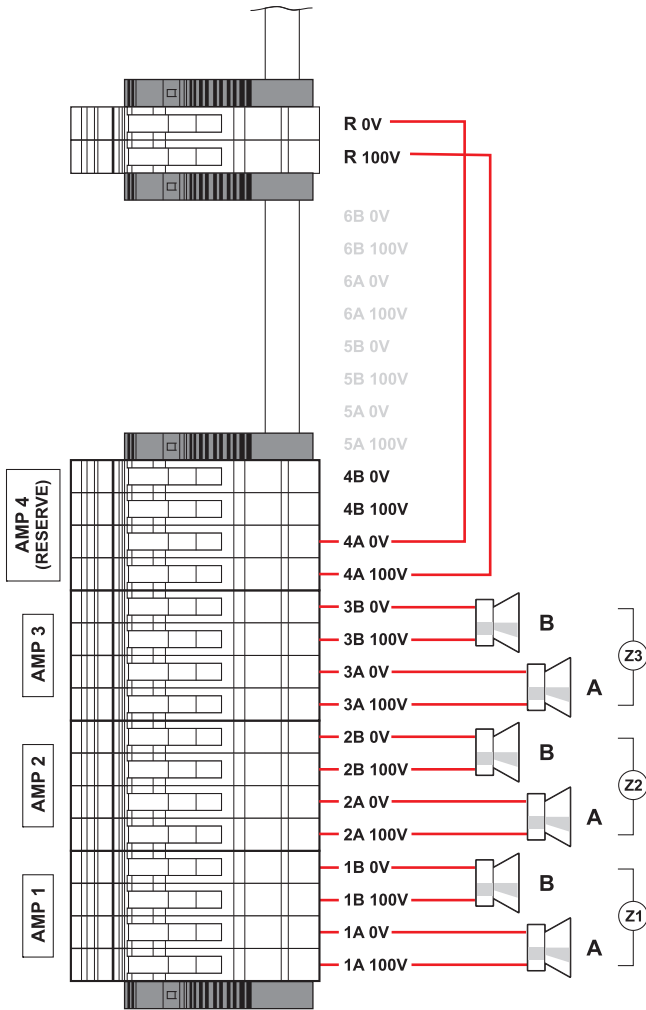 R 0V
R 100V
6B 0V
6B 100V
6A 0V
6A 100V
5B 0V
5B 100V
5A 0V
5A 100V
AMP 4
(RESERVE)
4B 0V
4B 100V
4A 0V
4A 100V
AMP 3
3B 0V
3B 100V
B
3A 0V
3A 100V
A
Z3
AMP 2
2B 0V
2B 100V
B
2A 0V
2A 100V
A
Z2
AMP 1
1B 0V
1B 100V
B
1A 0V
1A 100V
A
Z1